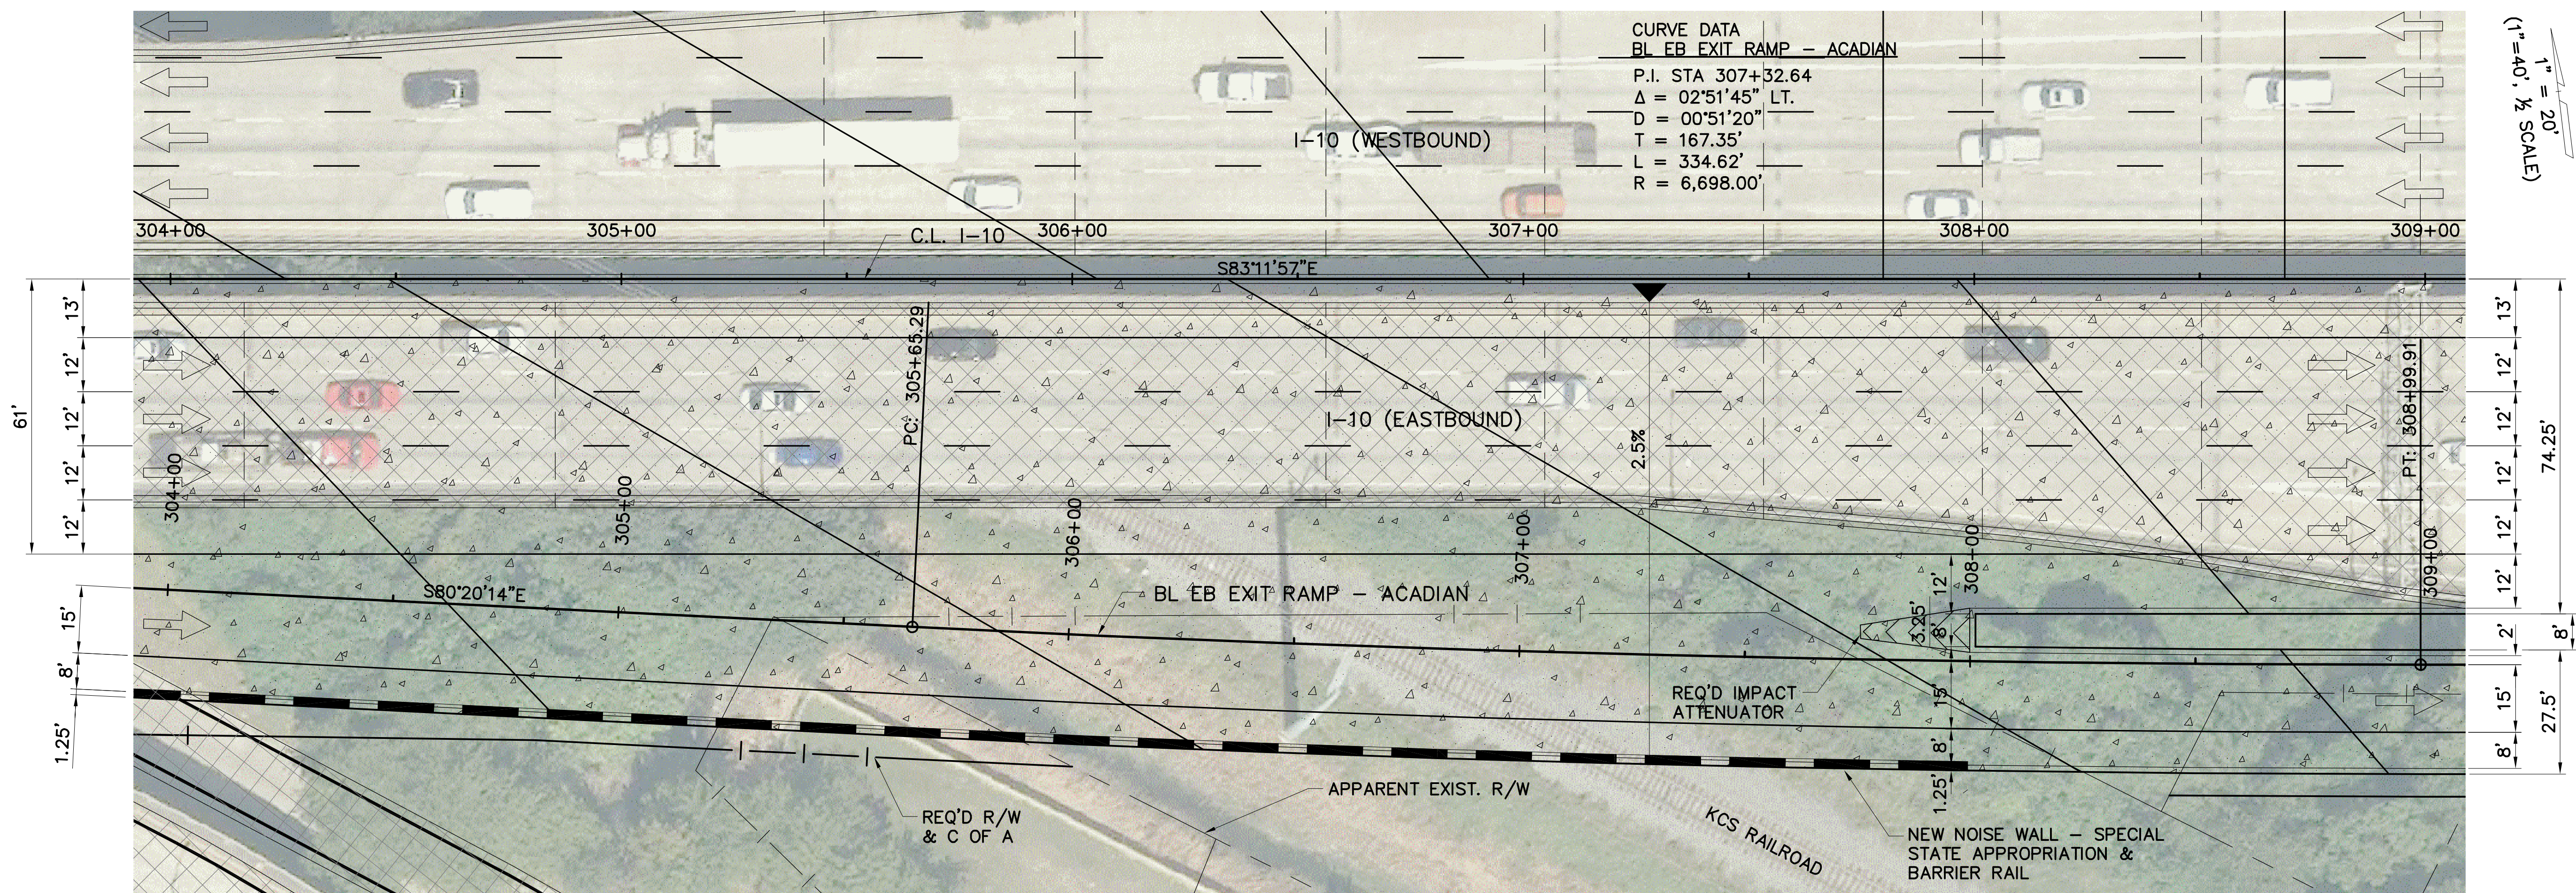 CURVE DATA
BL EB EXIT RAMP – ACADIAN
P.I. STA 307+32.64
Δ = 02°51'45" LT.
D = 00°51'20"
T = 167.35'
L = 334.62'
R = 6,698.00'
1" = 20'
(1"=40', ½ SCALE)
I-10 (WESTBOUND)
304+00
305+00
C.L. I-10
306+00
307+00
308+00
309+00
S83°11'57"E
61'
13'
12'
12'
12'
12'
15'
8'
1.25'
PC: 305+65.29
I-10 (EASTBOUND)
2.5%
PT: 308+99.91
304+00
305+00
306+00
307+00
308+00
309+00
S80°20'14"E
BL EB EXIT RAMP – ACADIAN
12'
3.25'
8'
15'
8'
1.25'
REQ'D IMPACT
ATTENUATOR
13'
12'
12'
12'
12'
12'
2'
15'
8'
74.25'
8'
27.5'
REQ'D R/W
& C OF A
APPARENT EXIST. R/W
KCS RAILROAD
NEW NOISE WALL – SPECIAL
STATE APPROPRIATION &
BARRIER RAIL